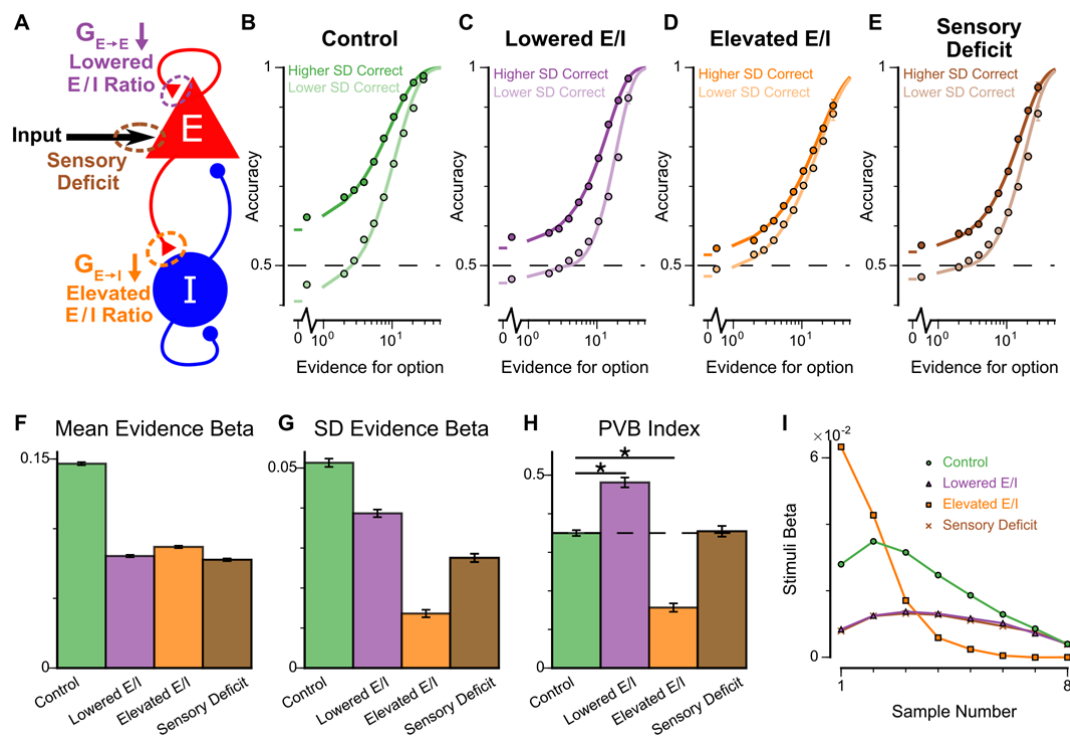 A
G E→E ↓
Lowered
E/I Ratio
E
Input
Sensory
Deficit
G E→I ↓
Elevated
E/I Ratio
I
B
Control
Higher SD Correct
Lower SD Correct
1
0.5
Accuracy
0 10^0 10^1
Evidence for option
C
Lowered E/I
Higher SD Correct
Lower SD Correct
1
0.5
Accuracy
0 10^0 10^1
Evidence for option
D
Elevated E/I
Higher SD Correct
Lower SD Correct
1
0.5
Accuracy
0 10^0 10^1
Evidence for option
E
Sensory
Deficit
Higher SD Correct
Lower SD Correct
1
0.5
Accuracy
0 10^0 10^1
Evidence for option
F
Mean Evidence Beta
0.15
0
Control
Lowered E/I
Elevated E/I
Sensory Deficit
G
SD Evidence Beta
0.05
0
Control
Lowered E/I
Elevated E/I
Sensory Deficit
H
PVB Index
0.5
0
*
*
Control
Lowered E/I
Elevated E/I
Sensory Deficit
I
×10^-2
6
0
Stimuli Beta
Control
Lowered E/I
Elevated E/I
Sensory Deficit
1 8
Sample Number